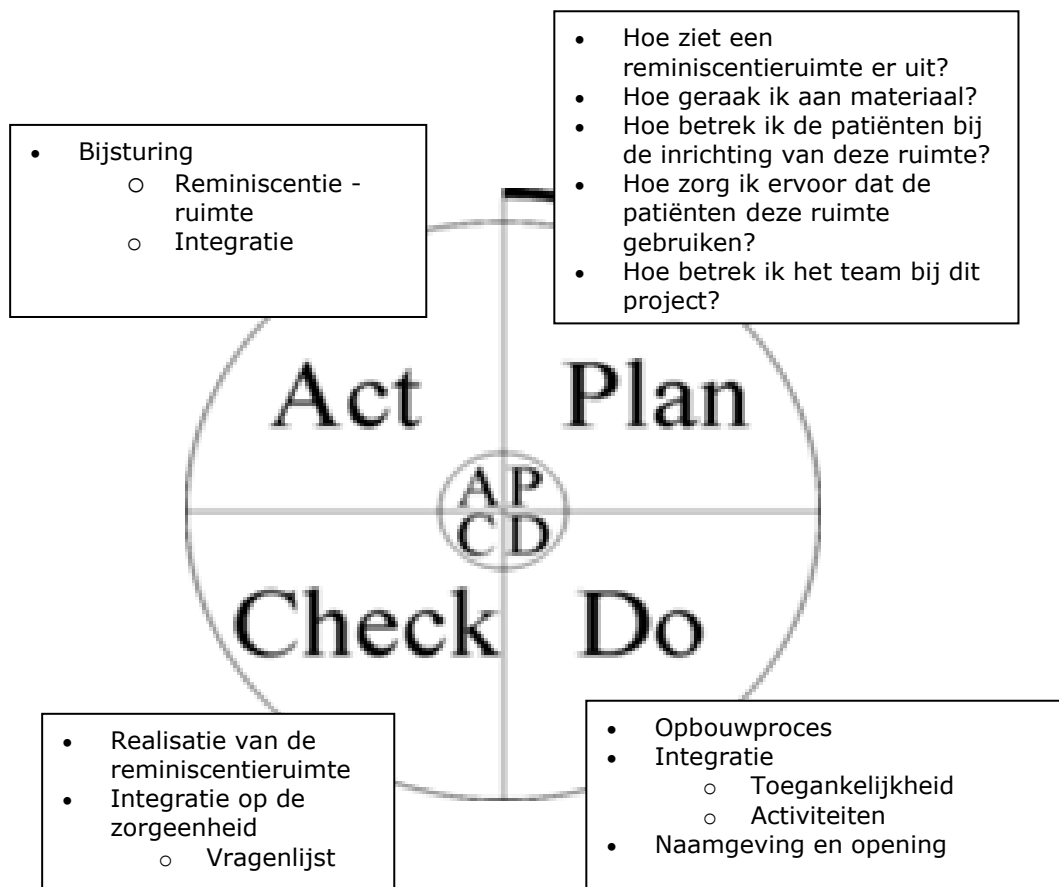 • Hoe ziet een
reminiscentieruimte er uit?
• Hoe geraak ik aan materiaal?
• Hoe betrek ik de patiënten bij
de inrichting van deze ruimte?
• Hoe zorg ik ervoor dat de
patiënten deze ruimte
gebruiken?
• Hoe betrek ik het team bij dit
project?
• Bijsturing
o Reminiscentie -
ruimte
o Integratie
Act
Plan
A P
C D
Check
Do
• Realisatie van de
reminiscentieruimte
• Integratie op de
zorgeenheid
o Vragenlijst
• Opbouwproces
• Integratie
o Toegankelijkheid
o Activiteiten
• Naamgeving en opening